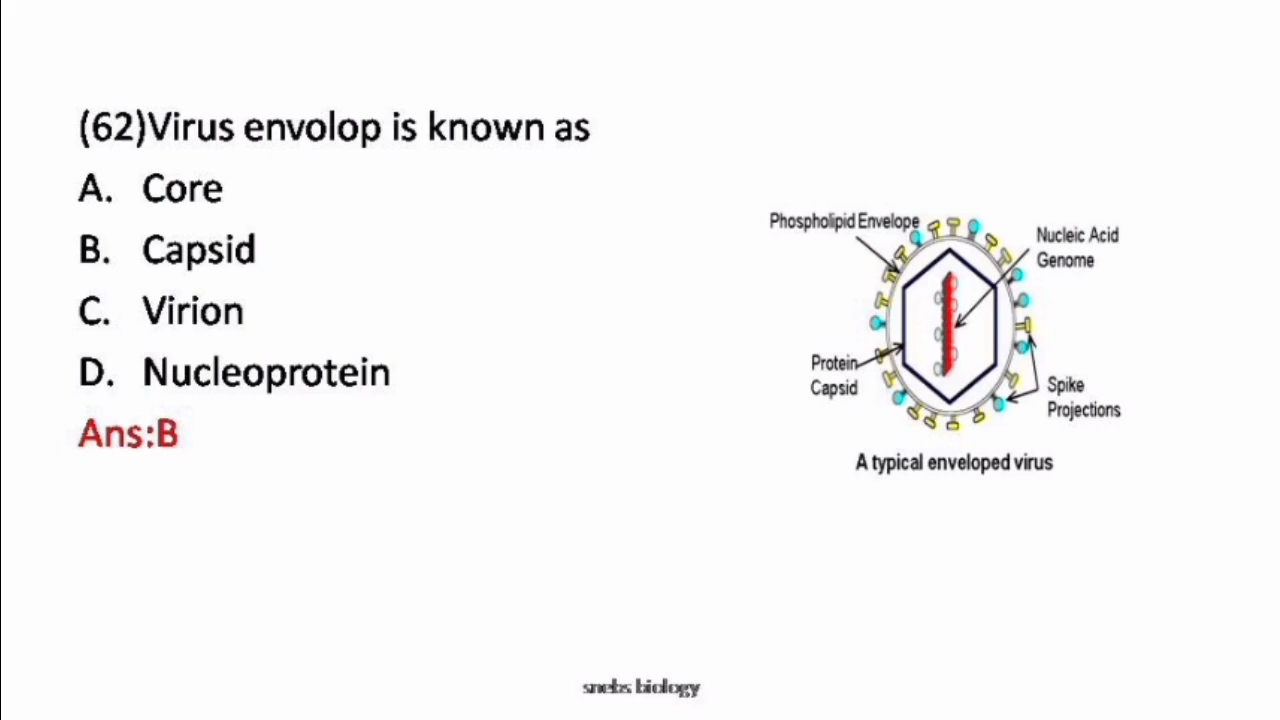 (62)Virus envolop is known as
A. Core
B. Capsid
C. Virion
D. Nucleoprotein
Ans:B
Phospholipid Envelope
Nucleic Acid
Genome
Protein
Capsid
Spike
Projections
A typical enveloped virus
snebs biology